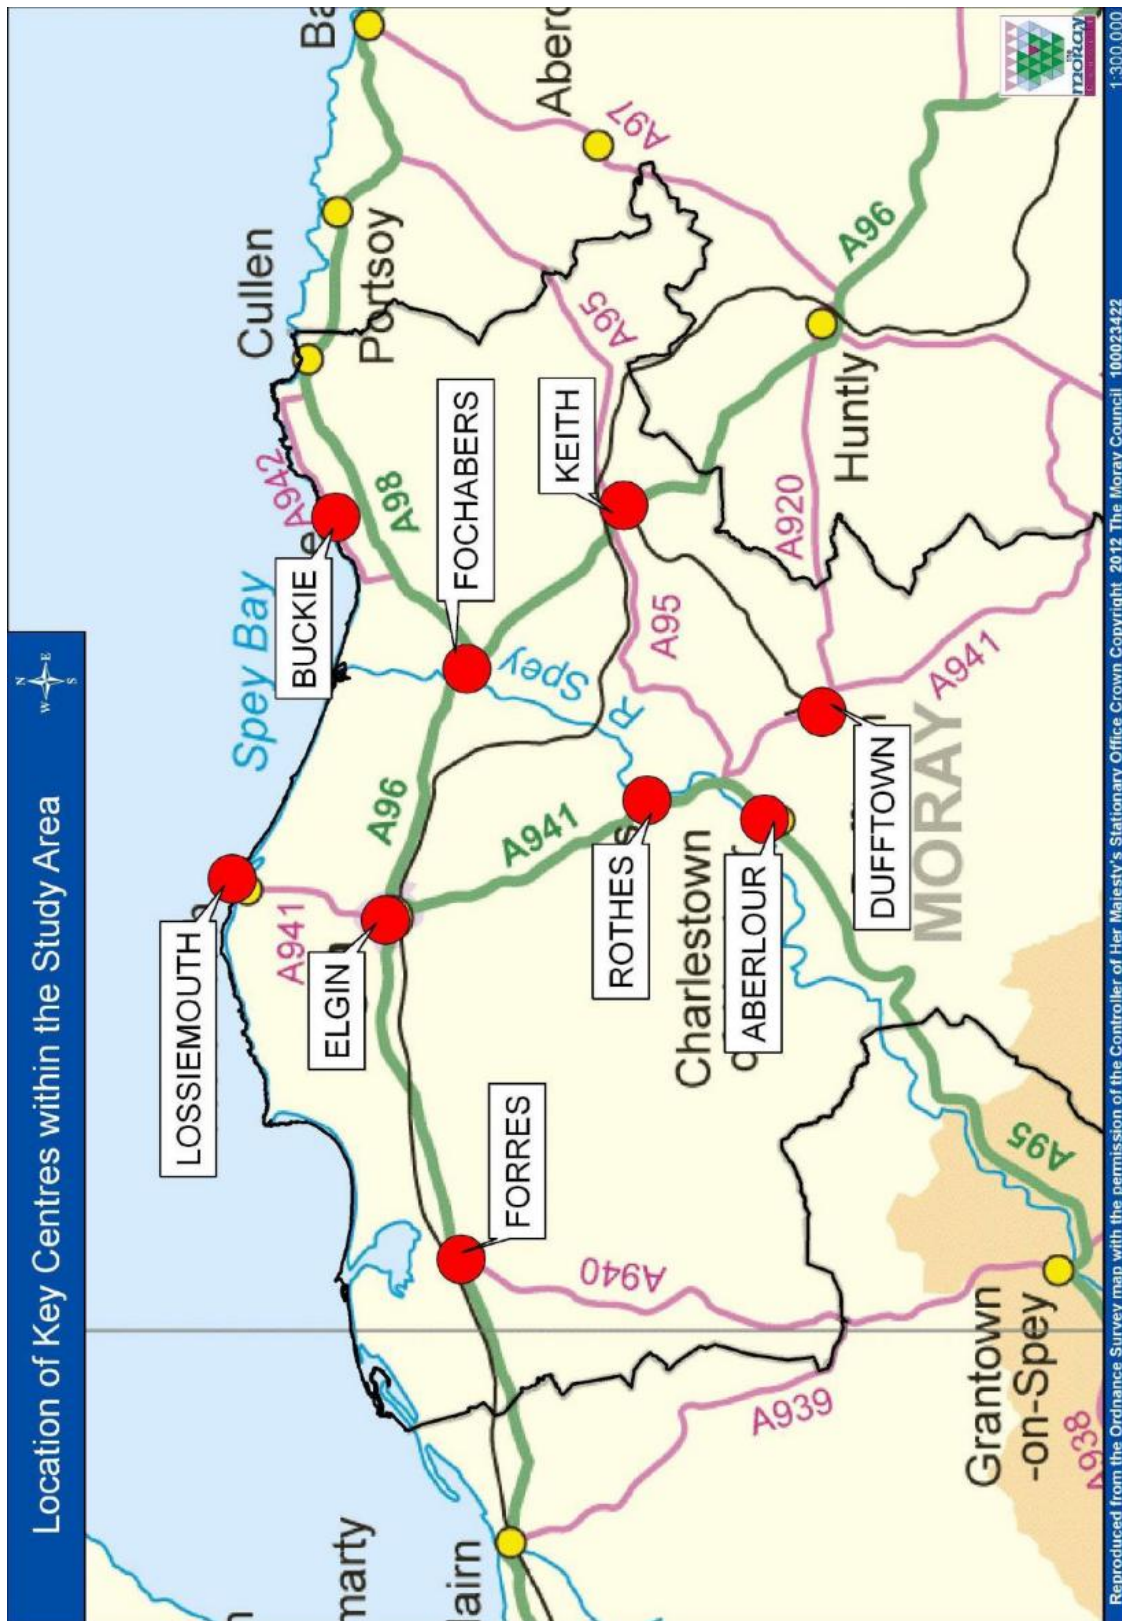 Location of Key Centres within the Study Area
N
W
E
S
Spey Bay
LOSSIEMOUTH
A941
ELGIN
FORRES
A96
A941
BUCKIE
A942
Cullen
Portsoy
A98
FOCHABERS
Spey
R
KEITH
A95
A95
ROTHES
Charlestown
ABERLOUR
DUFFTOWN
MORAY
A941
A920
Huntly
A96
A97
A940
A939
Grantown
-on-Spey
A938
A95
the
moray
1:300,000
Reproduced from the Ordnance Survey map with the permission of the Controller of Her Majesty's Stationary Office Crown Copyright 2012 The Moray Council 100023422